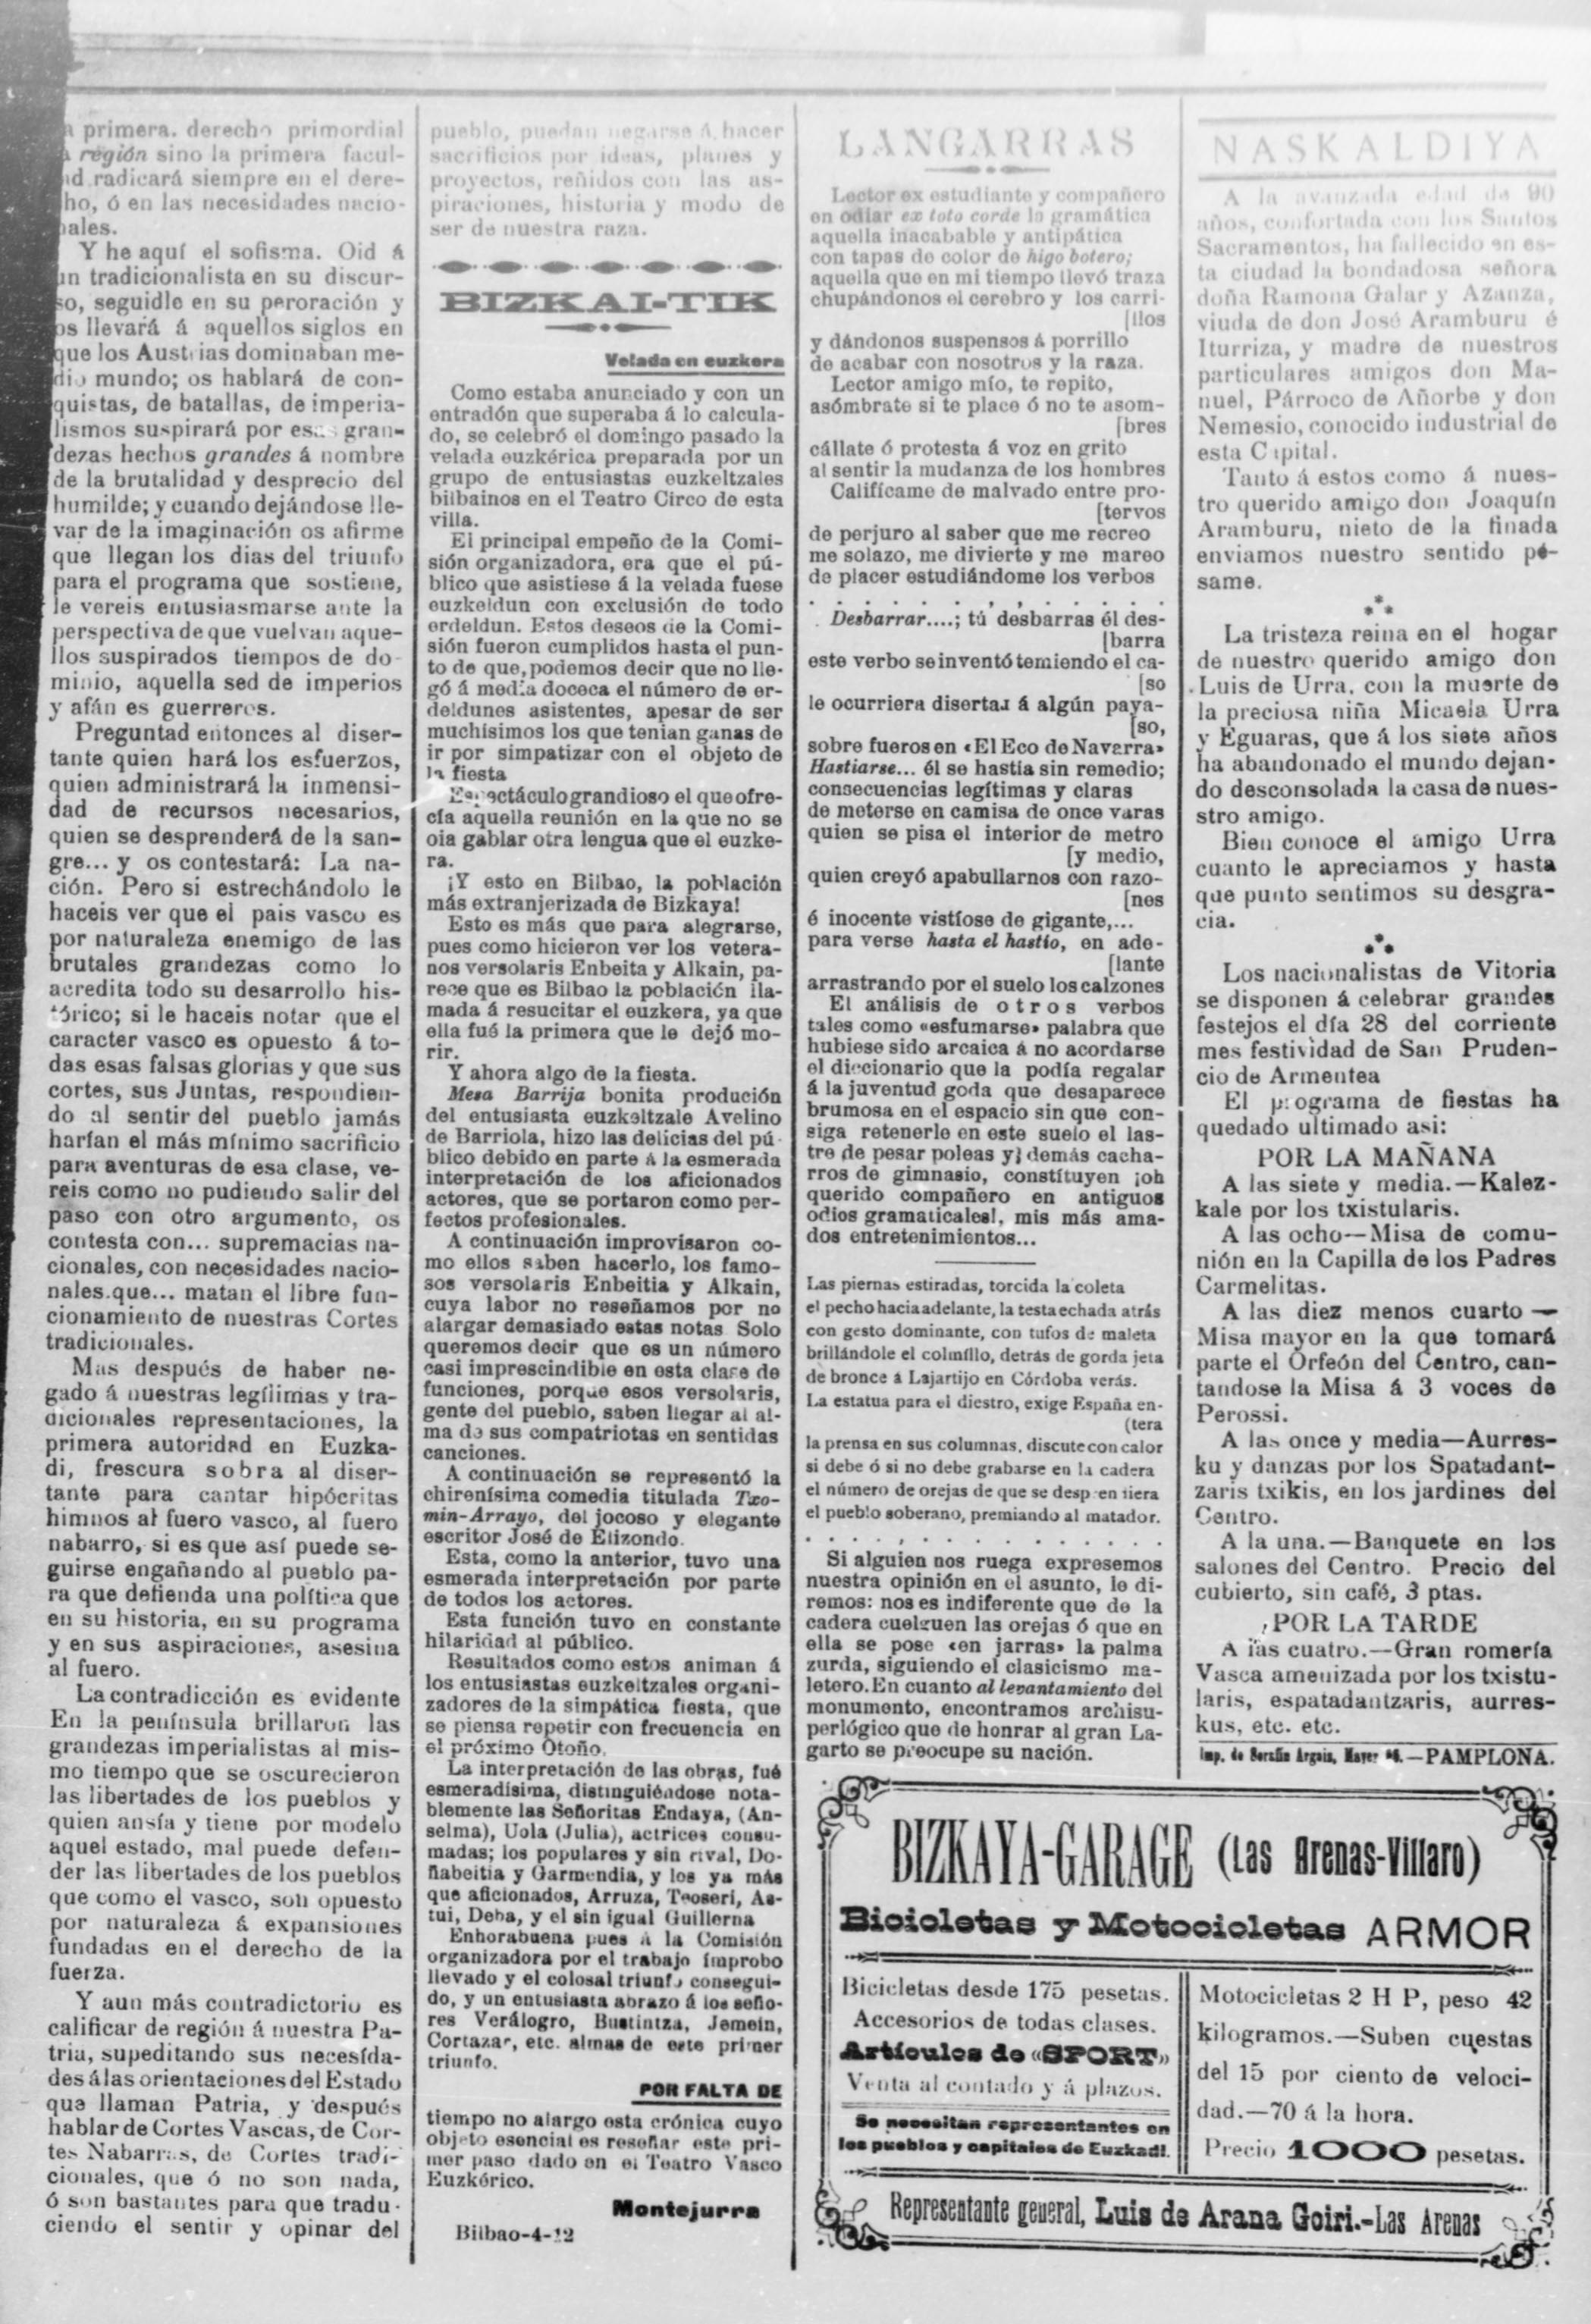 primera. derecho primordial
región sino la primera facul-
radicará siempre en el dere-
ho, ó en las necesidades nacio-
ales.
Y he aquí el sofisma. Oid á
un tradicionalista en su discur-
so, seguidle en su peroración y
os llevará á aquellos siglos en
que los Austrias dominaban me-
dio mundo; os hablará de con-
quistas, de batallas, de imperia-
lismos suspirará por esas gran-
dezas hechos grandes á nombre
de la brutalidad y desprecio del
humilde; y cuando dejándose lle-
var de la imaginación os afirme
que llegan los dias del triunfo
para el programa que sostiene,
le vereis entusiasmarse ante la
perspectiva de que vuelvan aque-
llos suspirados tiempos de do-
minio, aquella sed de imperios
y afán es guerreros.
Preguntad entonces al diser-
tante quien hará los esfuerzos,
quien administrará la inmensi-
dad de recursos necesarios,
quien se desprenderá de la san-
gre... y os contestará: La na-
ción. Pero si estrechándolo le
haceis ver que el pais vasco es
por naturaleza enemigo de las
brutales grandezas como lo
acredita todo su desarrollo his-
tórico; si le haceis notar que el
caracter vasco es opuesto á to-
das esas falsas glorias y que sus
cortes, sus Juntas, respondien-
do al sentir del pueblo jamás
harían el más mínimo sacrificio
para aventuras de esa clase, ve-
reis como no pudiendo salir del
paso con otro argumento, os
contesta con... supremacias na-
cionales, con necesidades nacio-
nales.que... matan el libre fun-
cionamiento de nuestras Cortes
tradicionales.
Mas después de haber ne-
gado á nuestras legílimas y tra-
dicionales representaciones, la
primera autoridad en Euzka-
di, frescura sobra al diser-
tante para cantar hipócritas
himnos al fuero vasco, al fuero
nabarro, si es que así puede se-
guirse engañando al pueblo pa-
ra que defienda una política que
en su historia, en su programa
y en sus aspiraciones, asesina
al fuero.
La contradicción es evidente
En la península brillaron las
grandezas imperialistas al mis-
mo tiempo que se oscurecieron
las libertades de los pueblos y
quien ansía y tiene por modelo
aquel estado, mal puede defen-
der las libertades de los pueblos
que como el vasco, son opuesto
por naturaleza á expansiones
fundadas en el derecho de la
fuerza.
Y aun más contradictorio es
calificar de región á nuestra Pa-
tria, supeditando sus necesída-
des á las orientaciones del Estado
que llaman Patria, y después
hablar de Cortes Vascas, de Cor-
tes Nabarras, de Cortes tradi-
cionales, que ó no son nada,
ó son bastantes para que tradu-
ciendo el sentir y opinar del
pueblo, puedan negarse á hacer
sacrificios por ideas, planes y
proyectos, reñidos con las as-
piraciones, historia y modo de
ser de nuestra raza.
BIZKAI-TIK
Velada en euzkera
Como estaba anunciado y con un
entradón que superaba á lo calcula-
do, se celebró el domingo pasado la
velada euzkérica preparada por un
grupo de entusiastas euzkeltzales
bilbainos en el Teatro Circo de esta
villa.
El principal empeño de la Comi-
sión organizadora, era que el pú-
blico que asistiese á la velada fuese
euzkeldun con exclusión de todo
erdeldun. Estos deseos de la Comi-
sión fueron cumplidos hasta el pun-
to de que, podemos decir que no lle-
gó á media dococa el número de er-
deldunes asistentes, apesar de ser
muchísimos los que tenian ganas de
ir por simpatizar con el objeto de
la fiesta
Espectáculo grandioso el que ofre-
cía aquella reunión en la que no se
oia gablar otra lengua que el euzke-
ra.
¡Y esto en Bilbao, la población
más extranjerizada de Bizkaya!
Esto es más que para alegrarse,
pues como hicieron ver los vetera-
nos versolaris Enbeita y Alkain, pa-
rece que es Bilbao la población lla-
mada á resucitar el euzkera, ya que
ella fué la primera que le dejó mo-
rir.
Y ahora algo de la fiesta.
Mesa Barrija bonita produción
del entusiasta euzkeltzale Avelino
de Barriola, hizo las delicias del pú-
blico debido en parte á la esmerada
interpretación de los aficionados
actores, que se portaron como per-
fectos profesionales.
A continuación improvisaron co-
mo ellos saben hacerlo, los famo-
sos versolaris Enbeitia y Alkain,
cuya labor no reseñamos por no
alargar demasiado estas notas Solo
queremos decir que es un número
casi imprescindible en esta clase de
funciones, porque esos versolaris,
gente del pueblo, saben llegar al al-
ma de sus compatriotas en sentidas
canciones.
A continuación se representó la
chirenísima comedia titulada Txo-
min-Arrayo, del jocoso y elegante
escritor José de Elizondo.
Esta, como la anterior, tuvo una
esmerada interpretación por parte
de todos los actores.
Esta función tuvo en constante
hilaridad al público.
Resultados como estos animan á
los entusiastas euzkeltzales organi-
zadores de la simpática fiesta, que
se piensa repetir con frecuencia en
el próximo Otoño.
La interpretación de las obras, fué
esmeradísima, distinguiéndose nota-
blemente las Señoritas Endaya, (An-
selma), Uola (Julia), actrices consu-
madas; los populares y sin rival, Do-
ñabeitia y Garmendia, y los ya más
que aficionados, Arruza, Teoseri, As-
tui, Deba, y el sin igual Guillerna
Enhorabuena pues á la Comisión
organizadora por el trabajo ímprobo
llevado y el colosal triunfo consegui-
do, y un entusiasta abrazo á los seño-
res Verálogro, Bustintza, Jemein,
Cortazar, etc. almas de este primer
triunfo.
POR FALTA DE
tiempo no alargo esta crónica cuyo
objeto esencial es reseñar este pri-
mer paso dado en el Teatro Vasco
Euzkérico.
Montejurra
Bilbao-4-12
LANGARRAS
Lector ex estudiante y compañero
en odiar ex toto corde la gramática
aquella inacabable y antipática
con tapas de color de higo botero;
aquella que en mi tiempo llevó traza
chupándonos el cerebro y los carri-
[llos
y dándonos suspensos á porrillo
de acabar con nosotros y la raza.
Lector amigo mío, te repito,
asómbrate si te place ó no te asom-
[bres
cállate ó protesta á voz en grito
al sentir la mudanza de los hombres
Califícame de malvado entre pro-
[tervos
de perjuro al saber que me recreo
me solazo, me divierte y me mareo
de placer estudiándome los verbos
. . . . . . . . . . . . .
Desbarrar....; tú desbarras él des-
[barra
este verbo se inventó temiendo el ca-
[so
le ocurriera disertar á algún paya-
[so,
sobre fueros en «El Eco de Navarra»
Hastiarse... él se hastía sin remedio;
consecuencias legítimas y claras
de meterse en camisa de once varas
quien se pisa el interior de metro
[y medio,
quien creyó apabullarnos con razo-
[nes
é inocente vistíose de gigante,...
para verse hasta el hastío, en ade-
[lante
arrastrando por el suelo los calzones
El análisis de otros verbos
tales como «esfumarse» palabra que
hubiese sido arcaica á no acordarse
el diccionario que la podía regalar
á la juventud goda que desaparece
brumosa en el espacio sin que con-
siga retenerle en este suelo el las-
tre de pesar poleas y demás cacha-
rros de gimnasio, constítuyen ¡oh
querido compañero en antiguos
odios gramaticales!, mis más ama-
dos entretenimientos...
Las piernas estiradas, torcida la coleta
el pecho hacia adelante, la testa echada atrás
con gesto dominante, con tufos de maleta
brillándole el colmillo, detrás de gorda jeta
de bronce á Lajartijo en Córdoba verás.
La estatua para el diestro, exige España en-
(tera
la prensa en sus columnas, discute con calor
si debe ó si no debe grabarse en la cadera
el número de orejas de que se desp en iera
el pueblo soberano, premiando al matador.
. . . . . . . . . . . . .
Si alguien nos ruega expresemos
nuestra opinión en el asunto, le di-
remos: nos es indiferente que de la
cadera cuelguen las orejas ó que en
ella se pose «en jarras» la palma
zurda, siguiendo el clasicismo ma-
letero. En cuanto al levantamiento del
monumento, encontramos archisu-
perlógico que de honrar al gran La-
garto se preocupe su nación.
NASKALDIYA
A la avanzada edad de 90
años, confortada con los Santos
Sacramentos, ha fallecido en es-
ta ciudad la bondadosa señora
doña Ramona Galar y Azanza,
viuda de don José Aramburu é
Iturriza, y madre de nuestros
particulares amigos don Ma-
nuel, Párroco de Añorbe y don
Nemesio, conocido industrial de
esta Capital.
Tanto á estos como á nues-
tro querido amigo don Joaquín
Aramburu, nieto de la finada
enviamos nuestro sentido pé-
same.
***
La tristeza reina en el hogar
de nuestro querido amigo don
Luis de Urra, con la muerte de
la preciosa niña Micaela Urra
y Eguaras, que á los siete años
ha abandonado el mundo dejan-
do desconsolada la casa de nues-
stro amigo.
Bien conoce el amigo Urra
cuanto le apreciamos y hasta
que punto sentimos su desgra-
cia.
***
Los nacionalistas de Vitoria
se disponen á celebrar grandes
festejos el día 28 del corriente
mes festividad de San Pruden-
cio de Armentea
El programa de fiestas ha
quedado ultimado asi:
POR LA MAÑANA
A las siete y media.—Kalez-
kale por los txistularis.
A las ocho—Misa de comu-
nión en la Capilla de los Padres
Carmelitas.
A las diez menos cuarto —
Misa mayor en la que tomará
parte el Orfeón del Centro, can-
tandose la Misa á 3 voces de
Perossi.
A las once y media—Aurres-
ku y danzas por los Spatadant-
zaris txikis, en los jardines del
Centro.
A la una.—Banquete en los
salones del Centro. Precio del
cubierto, sin café, 3 ptas.
POR LA TARDE
A las cuatro.—Gran romería
Vasca amenizada por los txistu-
laris, espatadantzaris, aurres-
kus, etc. etc.
Imp. de Serafin Argaiz, Mayor .—PAMPLONA.
BIZKAYA-GARAGE (Las Arenas-Villaro)
Bicicletas y Motocicletas ARMOR
Bicicletas desde 175 pesetas.
Accesorios de todas clases.
Artículos de «SPORT»
Venta al contado y á plazos.
Se necesitan representantes en
los pueblos y capitales de Euzkadi.
Motocicletas 2 H P, peso 42
kilogramos.—Suben cuestas
del 15 por ciento de veloci-
dad.—70 á la hora.
Precio 1000 pesetas.
Representante general, Luis de Arana Goiri.-Las Arenas